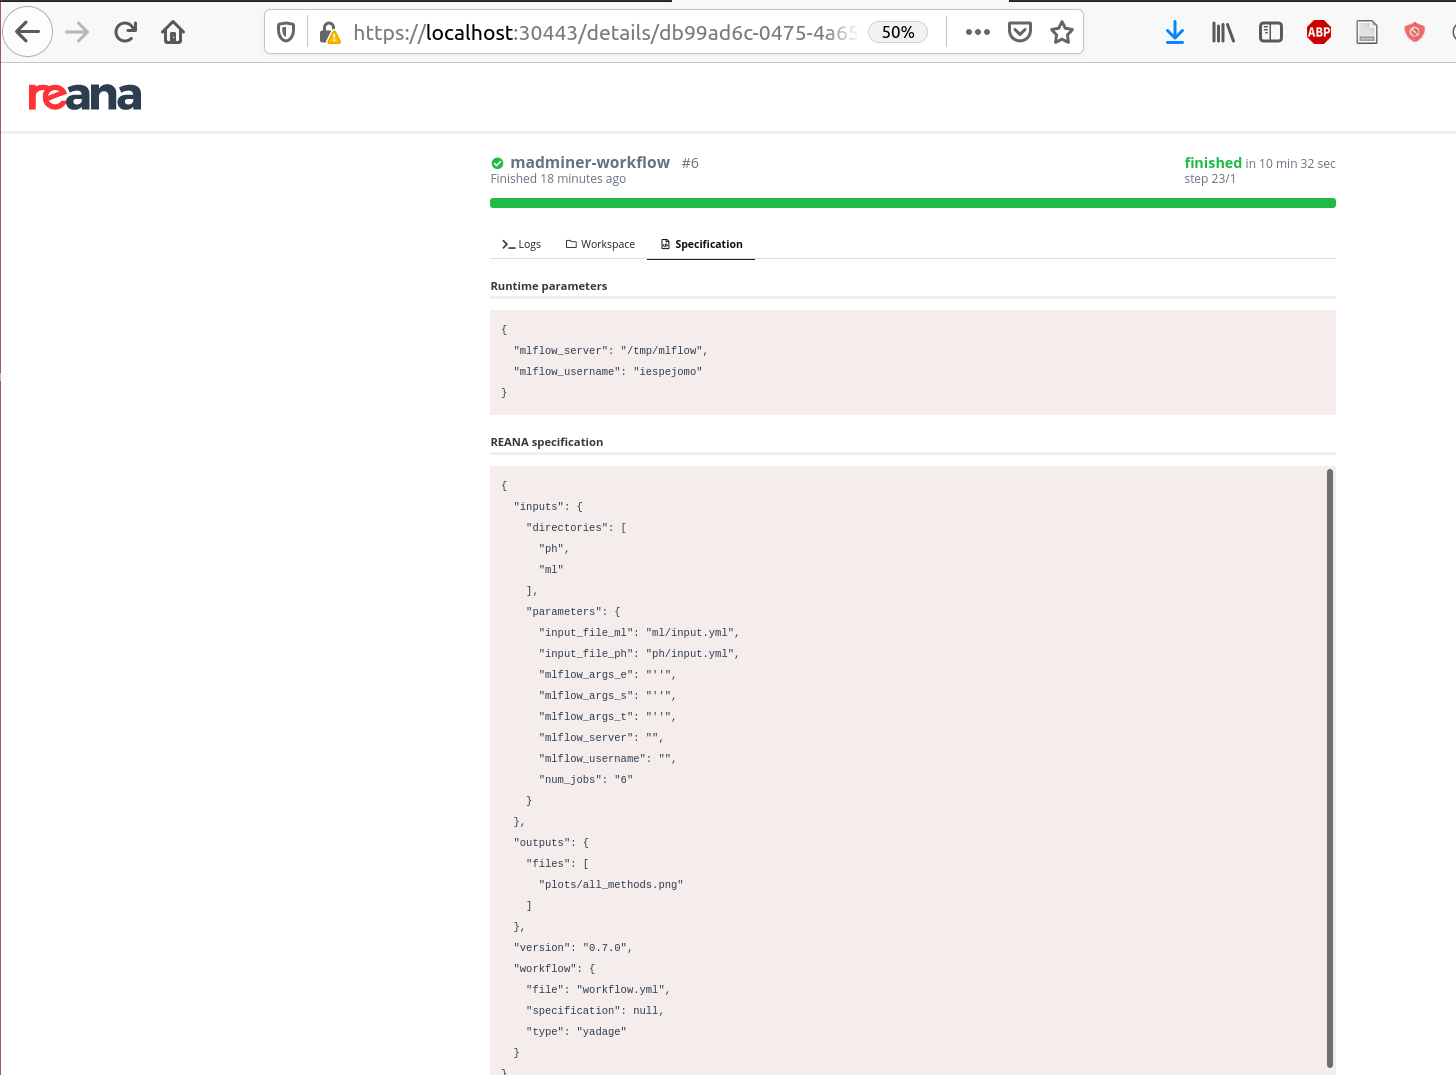 https://localhost:30443/details/db99ad6c-0475-4a65
50%
ABP
reana
madminer-workflow #6
finished in 10 min 32 sec
Finished 18 minutes ago
step 23/1
Logs
Workspace
Specification
Runtime parameters
{
"mlflow_server": "/tmp/mlflow",
"mlflow_username": "iespejomo"
}
REANA specification
{
"inputs": {
"directories": [
"ph",
"ml"
],
"parameters": {
"input_file_ml": "ml/input.yml",
"input_file_ph": "ph/input.yml",
"mlflow_args_e": "''",
"mlflow_args_s": "''",
"mlflow_args_t": "''",
"mlflow_server": "",
"mlflow_username": "",
"num_jobs": "6"
}
},
"outputs": {
"files": [
"plots/all_methods.png"
]
},
"version": "0.7.0",
"workflow": {
"file": "workflow.yml",
"specification": null,
"type": "yadage"
}
}